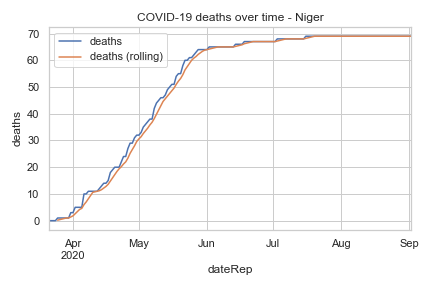 COVID-19 deaths over time - Niger
deaths
deaths (rolling)
70
60
50
40
30
20
10
0
deaths
Apr
2020
May
Jun
Jul
Aug
Sep
dateRep